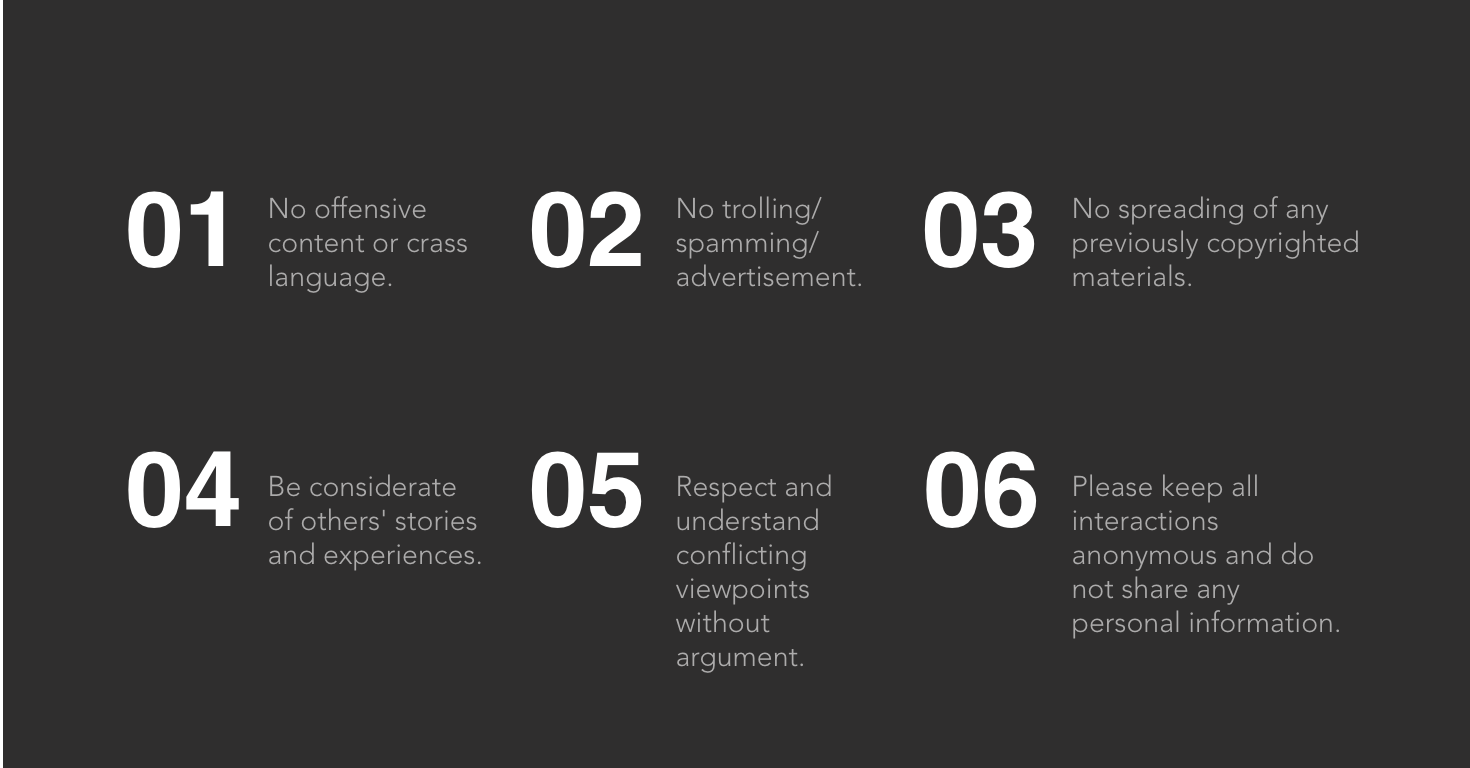 01
No offensive
content or crass
language.
02
No trolling/
spamming/
advertisement.
03
No spreading of any
previously copyrighted
materials.
04
Be considerate
of others' stories
and experiences.
05
Respect and
understand
conflicting
viewpoints
without
argument.
06
Please keep all
interactions
anonymous and do
not share any
personal information.